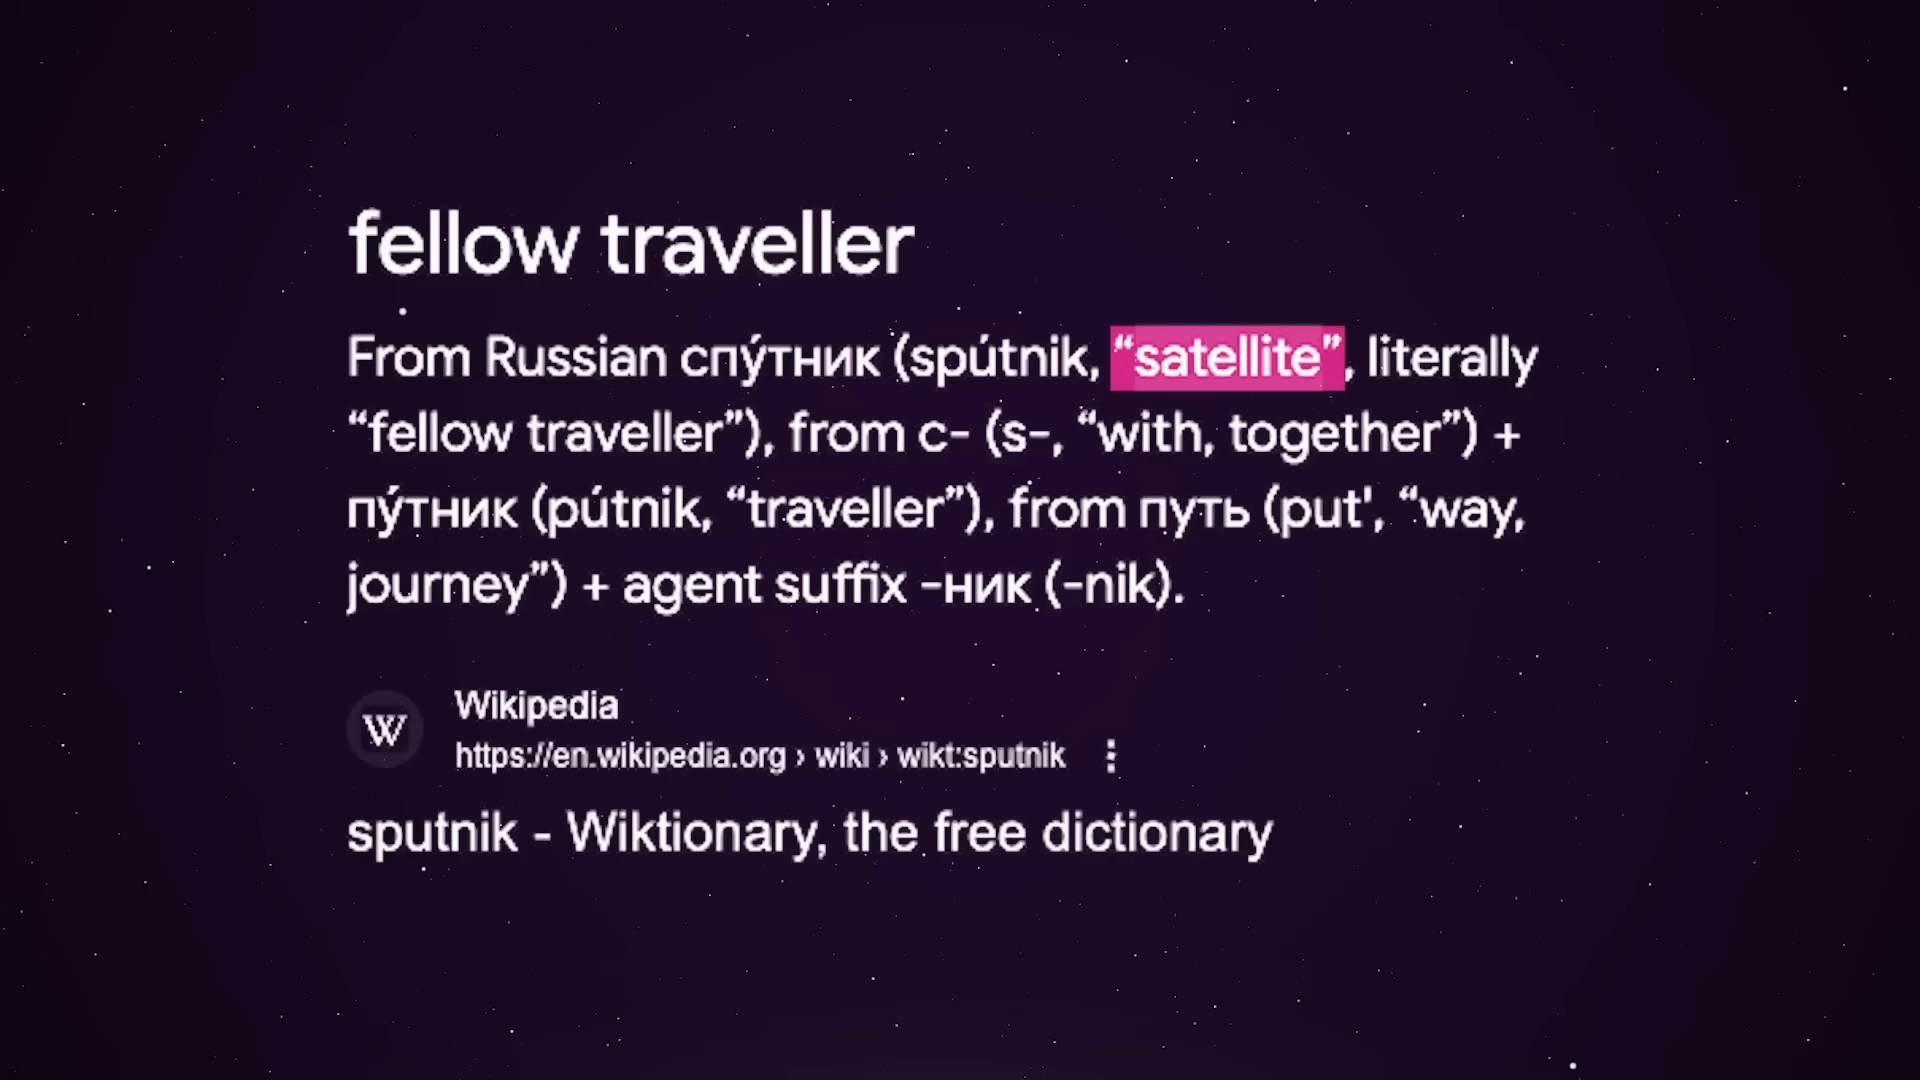 fellow traveller
From Russian спу́тник (spútnik, “satellite”, literally
“fellow traveller”), from с- (s-, “with, together”) +
пу́тник (pútnik, “traveller”), from путь (put', “way,
journey”) + agent suffix -ник (-nik).
W
Wikipedia
https://en.wikipedia.org › wiki › wikt:sputnik
sputnik - Wiktionary, the free dictionary